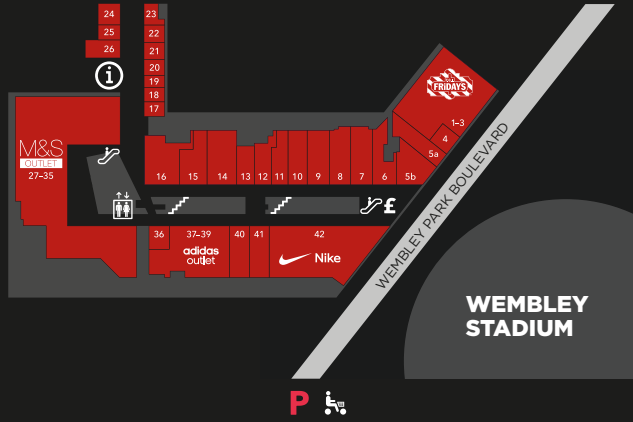 24
25
26
23
22
21
20
19
18
17
i
FRIDAYS
1–3
4
5a
M&S
OUTLET
27–35
16
15
14
13
12
11
10
9
8
7
6
5b
£
36
37–39
40
41
42
adidas
outlet
Nike
WEMBLEY PARK BOULEVARD
WEMBLEY
STADIUM
P